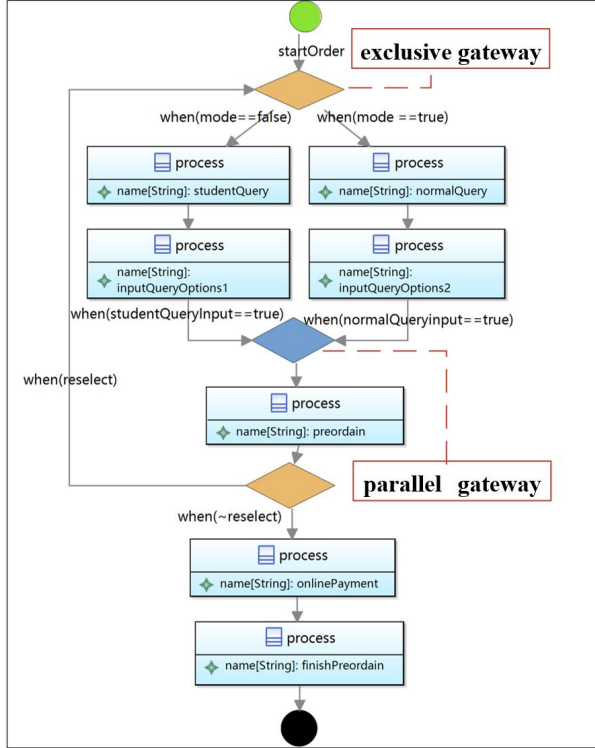 startOrder
exclusive gateway
when(mode==false)
when(mode ==true)
process
name[String]: studentQuery
process
name[String]: normalQuery
process
name[String]:
inputQueryOptions1
process
name[String]:
inputQueryOptions2
when(studentQueryInput==true)
when(normalQueryinput==true)
when(reselect)
process
name[String]: preordain
parallel gateway
when(~reselect)
process
name[String]: onlinePayment
process
name[String]: finishPreordain